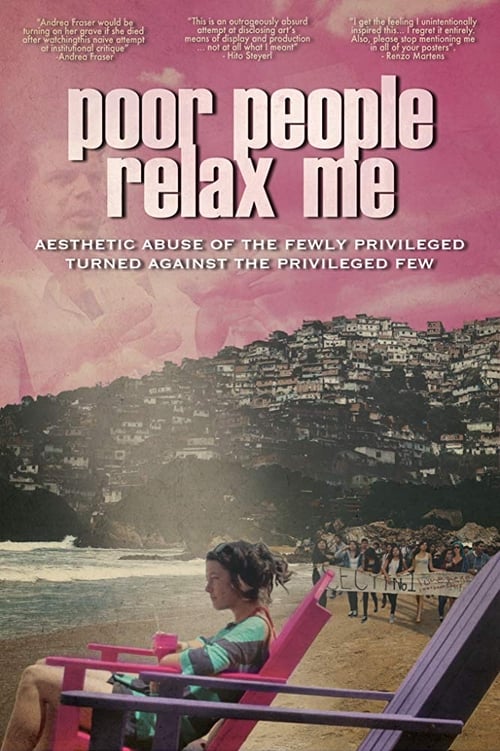 "Andrea Fraser would be
turning on her grave if she died
after watchingthis naive attempt
at institutional critique"
-Andrea Fraser
"This is an outrageously absurd
attempt at disclosing art's
means of display and production
... not at all what I meant"
- Hito Steyerl
"I get the feeling I unintentionally
inspired this... I regret it entirely.
Also, please stop mentioning me
in all of your posters".
- Renzo Martens
poor people
relax me
AESTHETIC ABUSE OF THE FEWLY PRIVILEGED
TURNED AGAINST THE PRIVILEGED FEW